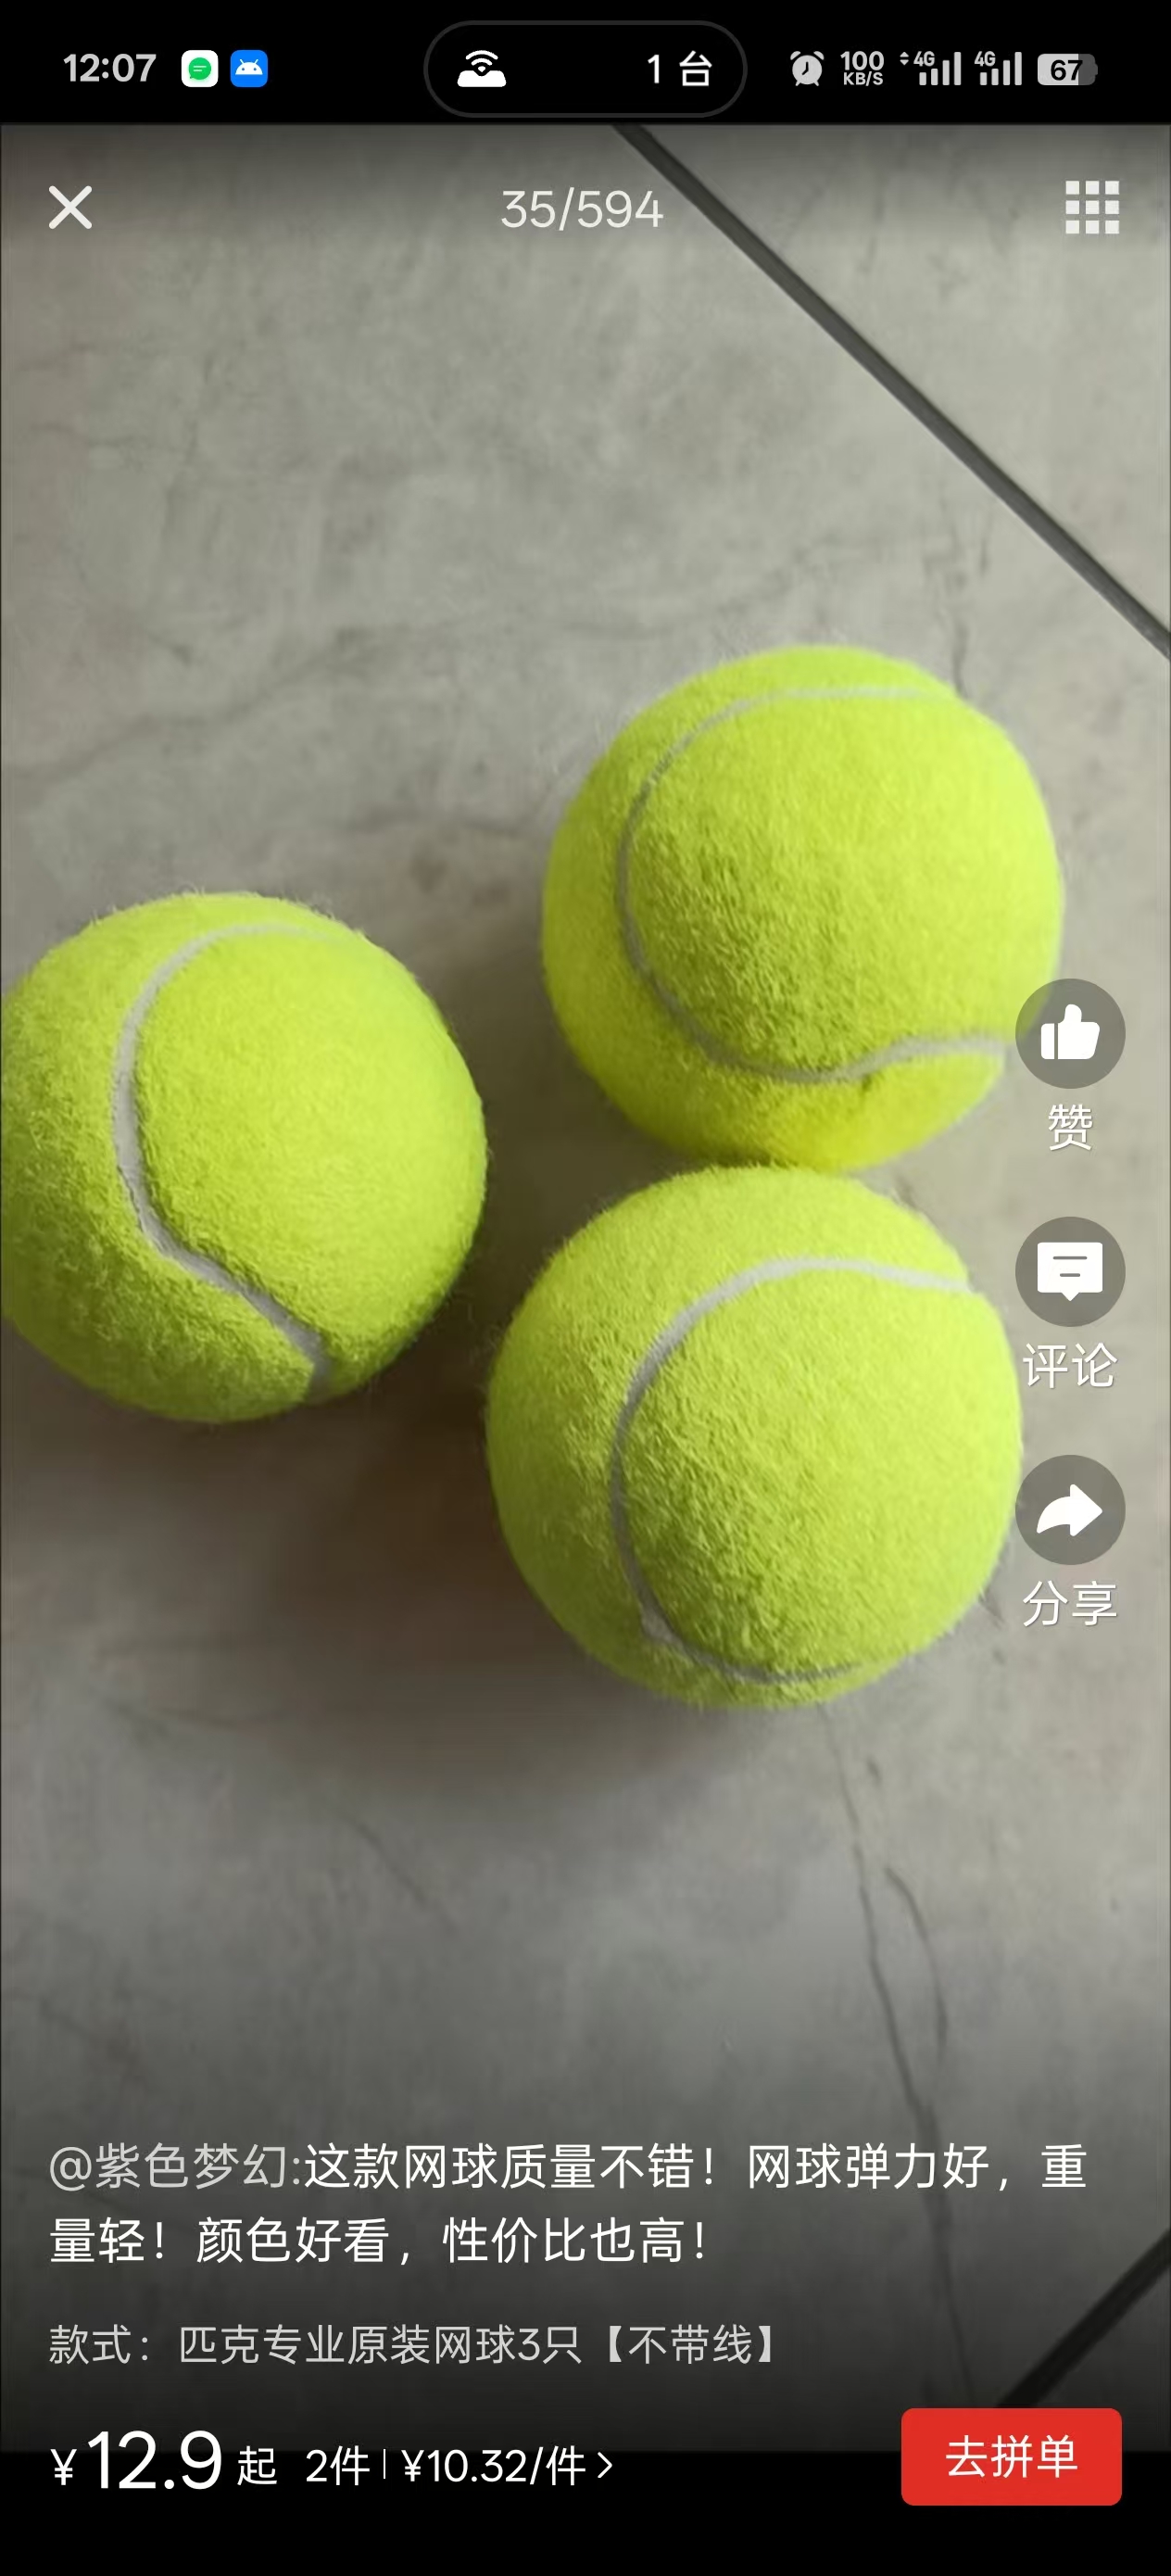 12:07
1 台
100
KB/S
4G
4G
67
35/594
赞
评论
分享
@紫色梦幻:这款网球质量不错！网球弹力好，重
量轻！颜色好看，性价比也高！
款式：匹克专业原装网球3只【不带线】
¥12.9起 2件 | ¥10.32/件 >
去拼单